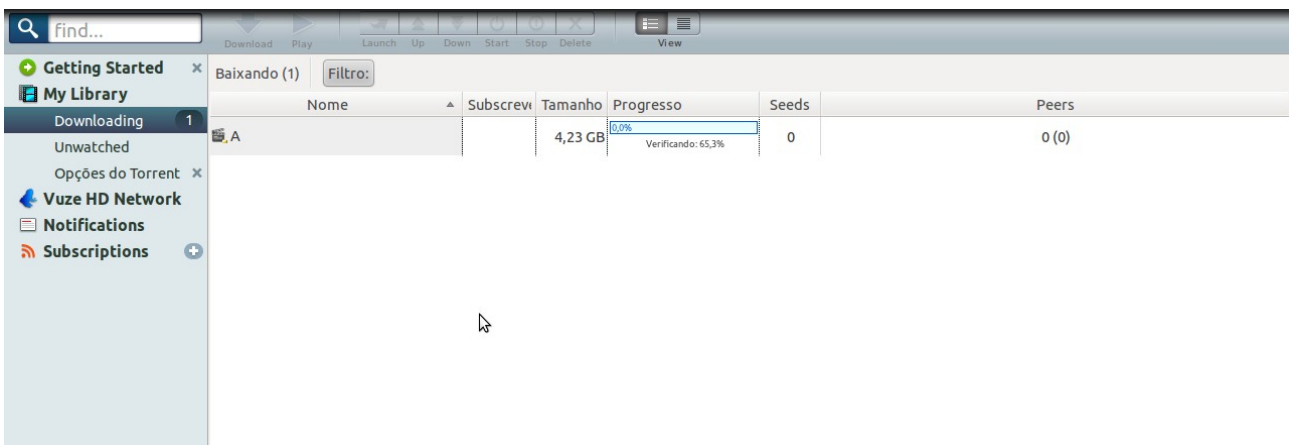 find...
Download Play Launch Up Down Start Stop Delete View
Getting Started
My Library
Downloading 1
Unwatched
Opções do Torrent
Vuze HD Network
Notifications
Subscriptions
Baixando (1) Filtro:
Nome Subscreve Tamanho Progresso Seeds Peers
A 4,23 GB 0,0% 0 0 (0)
Verificando: 65,3%